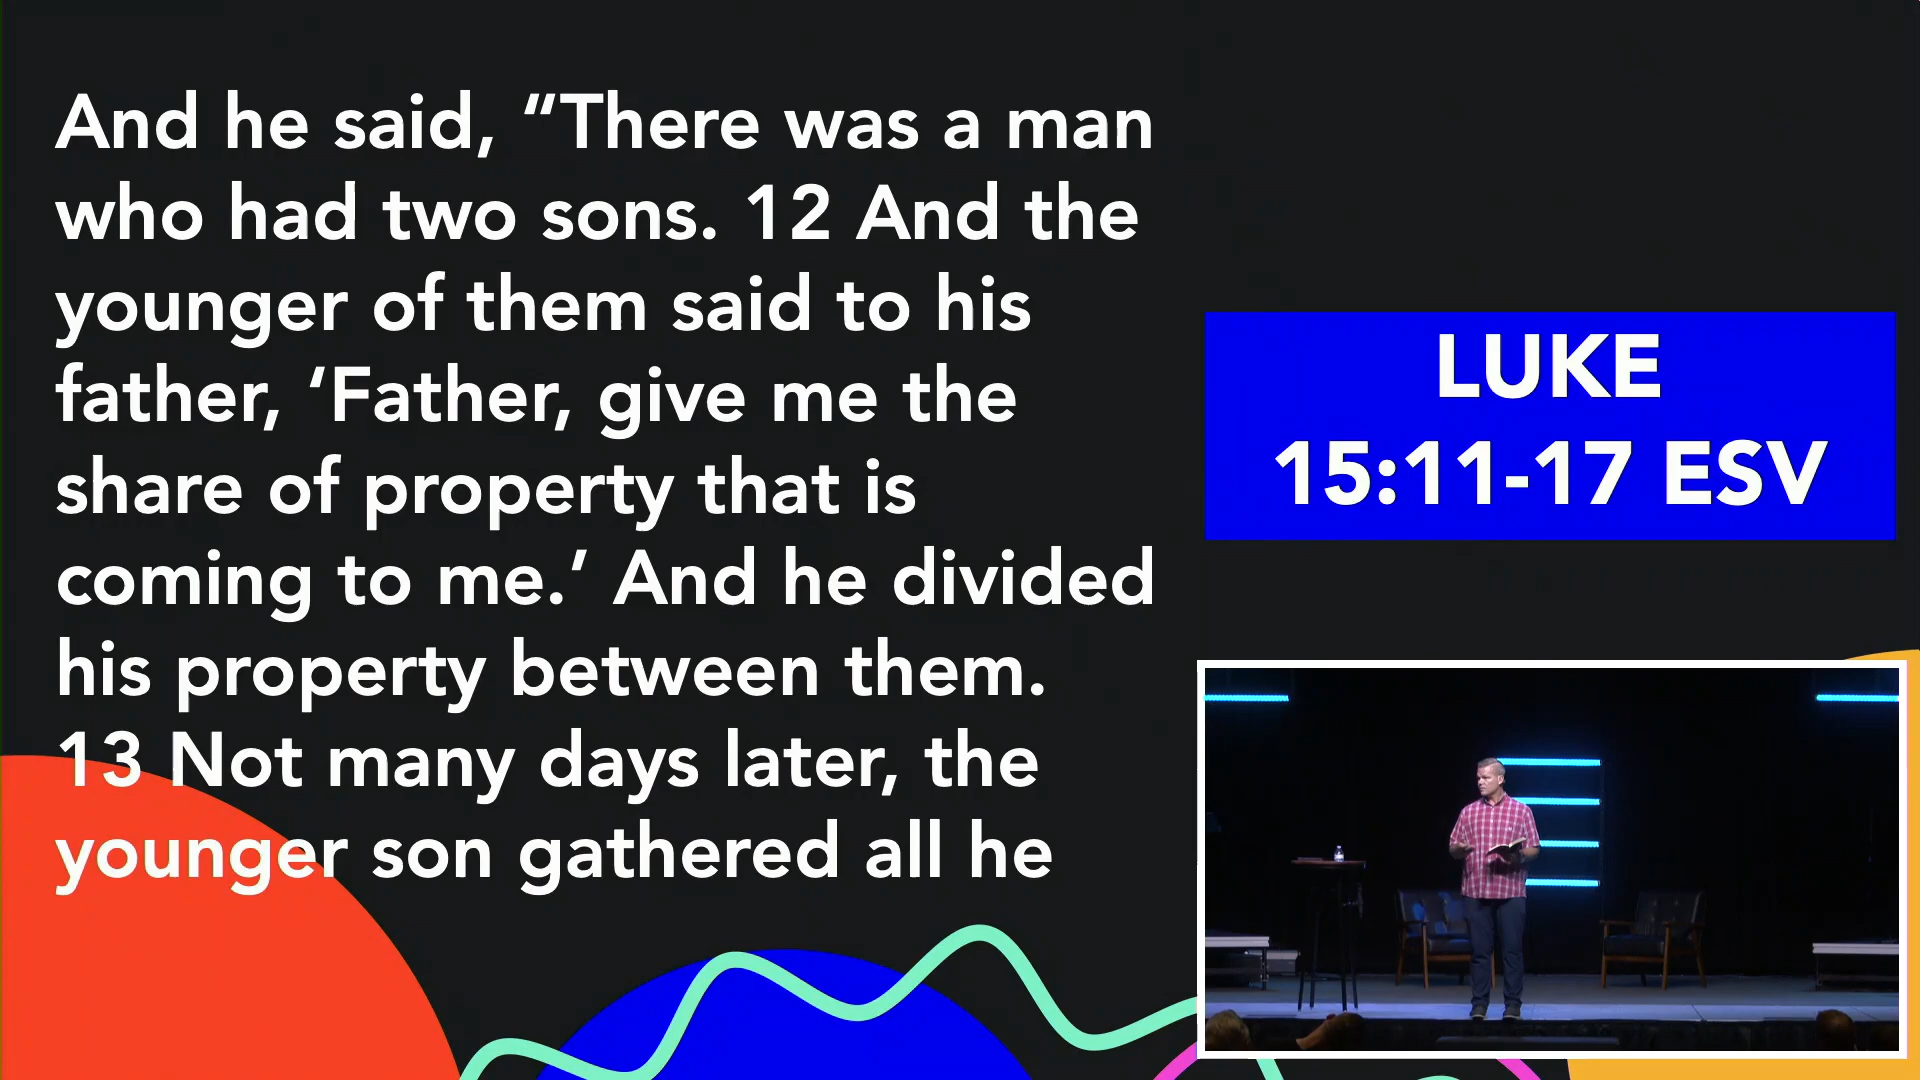 And he said, “There was a man
who had two sons. 12 And the
younger of them said to his
father, ‘Father, give me the
share of property that is
coming to me.’ And he divided
his property between them.
13 Not many days later, the
younger son gathered all he
LUKE
15:11-17 ESV